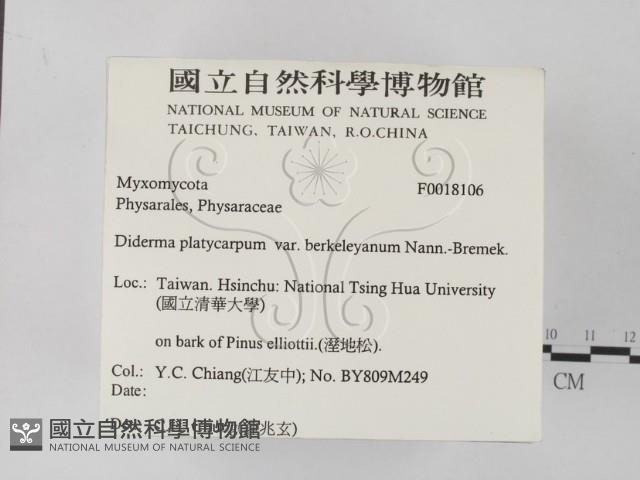 國立自然科學博物館
NATIONAL MUSEUM OF NATURAL SCIENCE
TAICHUNG, TAIWAN, R.O.CHINA
Myxomycota F0018106
Physarales, Physaraceae
Diderma platycarpum var. berkeleyanum Nann.-Bremek.
Loc.: Taiwan. Hsinchu: National Tsing Hua University
(國立清華大學)
on bark of Pinus elliottii.(溼地松).
Col.: Y.C. Chiang(江友中); No. BY809M249
Date:
兆玄)
國立自然科學博物館
NATIONAL MUSEUM OF NATURAL SCIENCE
10 11 12
CM